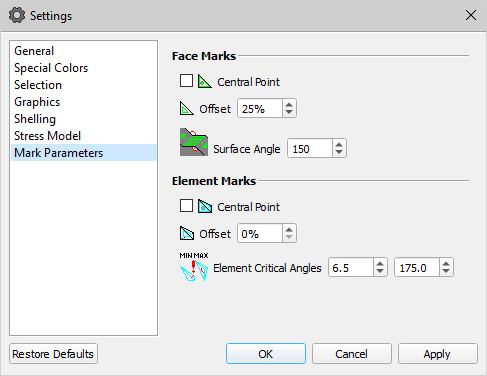 Settings
General
Special Colors
Selection
Graphics
Shelling
Stress Model
Mark Parameters
Face Marks
Central Point
Offset 25%
Surface Angle 150
Element Marks
Central Point
Offset 0%
MIN MAX
Element Critical Angles 6.5 175.0
Restore Defaults OK Cancel Apply